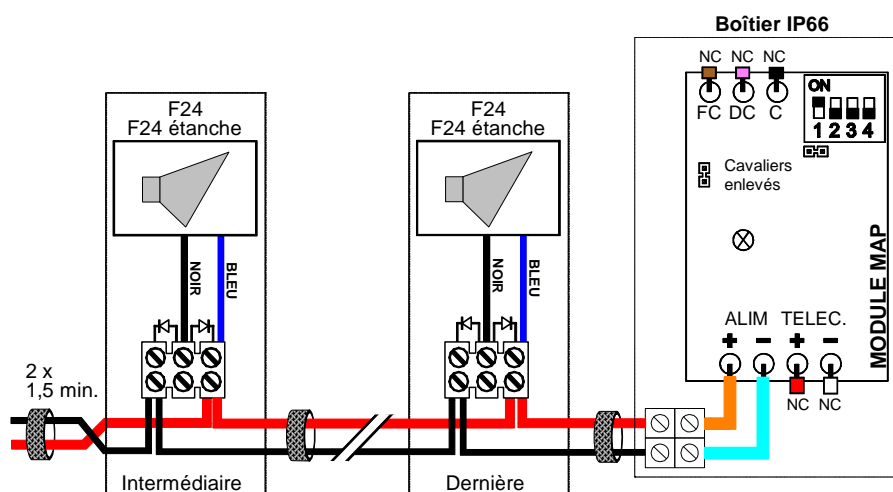 Boîtier IP66
NC NC NC
FC DC C
ON
1 2 3 4
Cavaliers
enlevés
MODULE MAP
ALIM TELEC.
+ - + -
NC NC
F24
F24 étanche
NOIR
BLEU
F24
F24 étanche
NOIR
BLEU
2 x
1,5 min.
Intermédiaire
Dernière